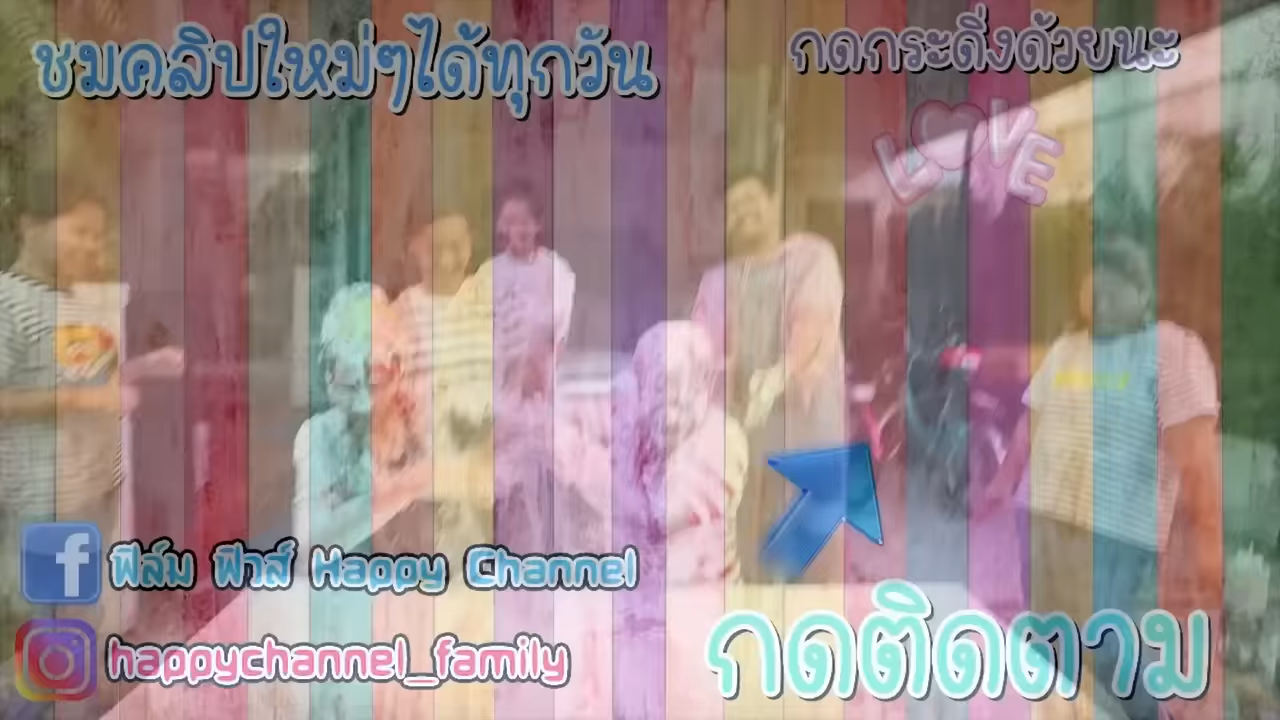 ชมคลิปใหม่ๆได้ทุกวัน
กดกระดิ่งด้วยนะ
LOVE
ฟิล์ม ฟิวส์ Happy Channel
happychannel_family
กดติดตาม